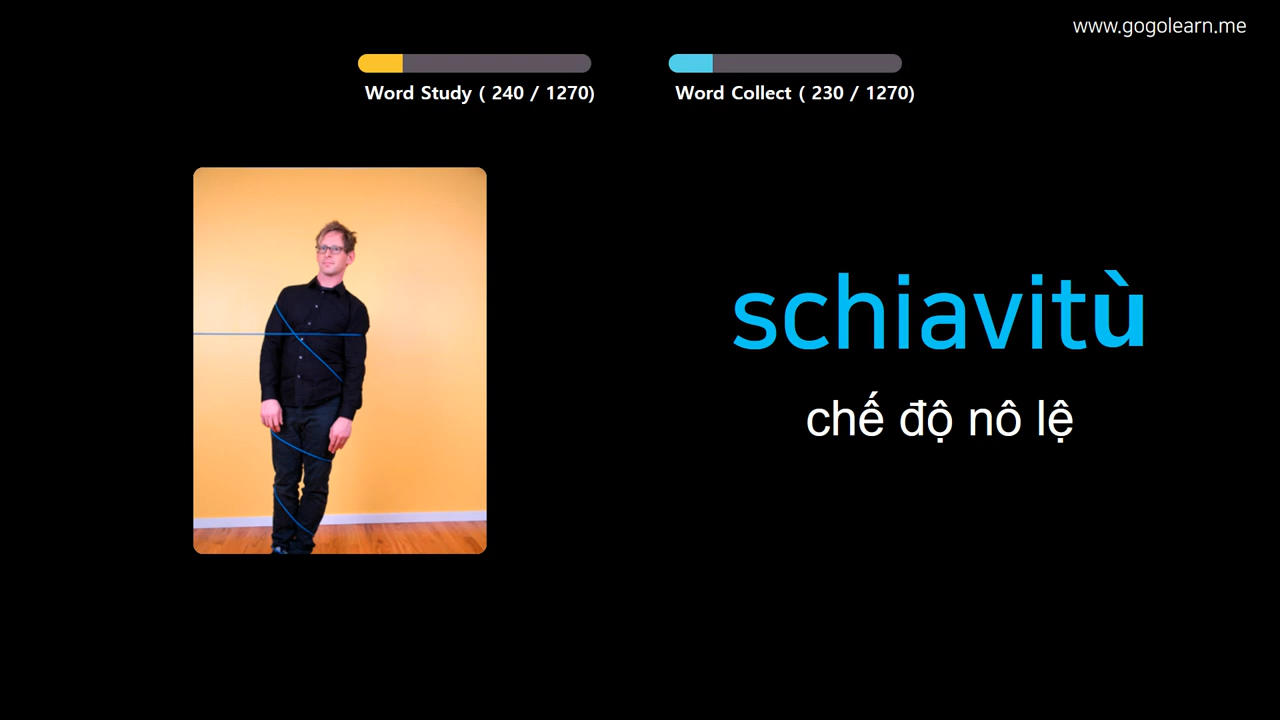 www.gogolearn.me
Word Study ( 240 / 1270)
Word Collect ( 230 / 1270)
schiavitù
chế độ nô lệ